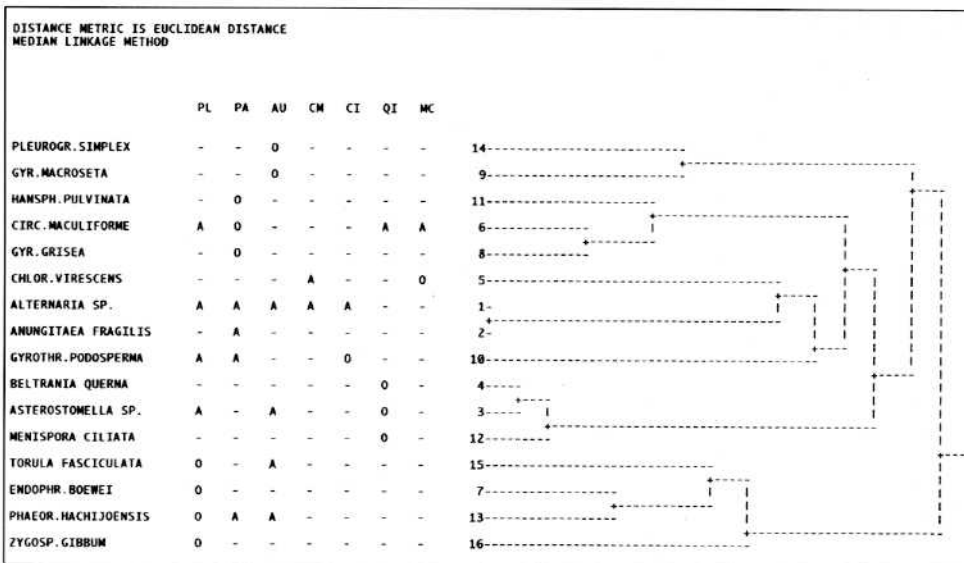 DISTANCE METRIC IS EUCLIDEAN DISTANCE
MEDIAN LINKAGE METHOD
PL PA AU CM CI QI MC
PLEUROGR.SIMPLEX - - O - - - - 14
GYR.MACROSETA - - O - - - - 9
HANSPH.PULVINATA - O - - - - - 11
CIRC.MACULIFORME A O - - - A A 6
GYR.GRISEA - O - - - - - 8
CHLOR.VIRESCENS - - - A - - O 5
ALTERNARIA SP. A A A A A - - 1
ANUNGITAEA FRAGILIS - A - - - - - 2
GYROTHR.PODOSPERMA A A - - O - - 10
BELTRANIA QUERNA - - - - - O - 4
ASTEROSTOMELLA SP. A - A - - O - 3
MENISPORA CILIATA - - - - - O - 12
TORULA FASCICULATA O - A - - - - 15
ENDOPHR.BOEWEI O - - - - - - 7
PHAEOR.HACHIJOENSIS O A A - - - - 13
ZYGOSP.GIBBUM O - - - - - - 16